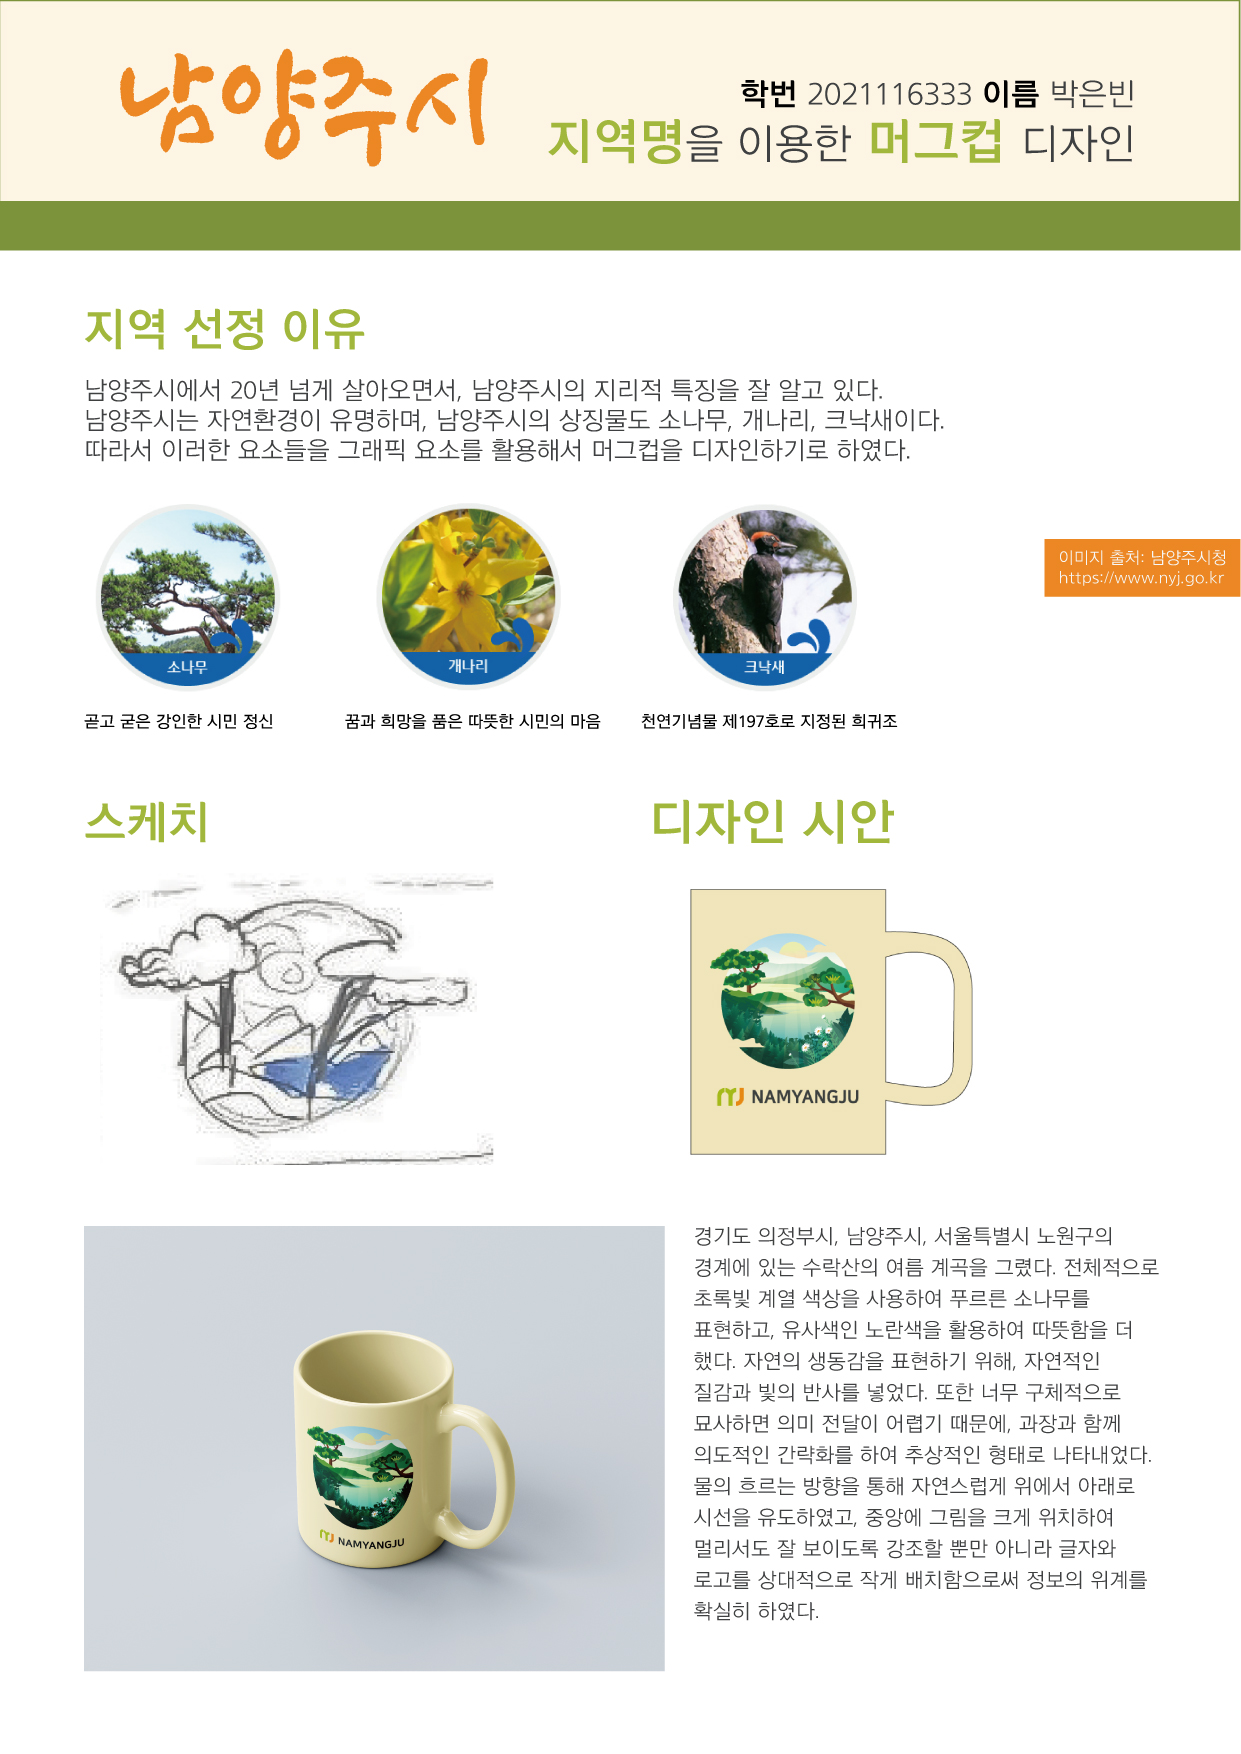 남양주시
학번 2021116333 이름 박은빈
지역명을 이용한 머그컵 디자인
지역 선정 이유
남양주시에서 20년 넘게 살아오면서, 남양주시의 지리적 특징을 잘 알고 있다.
남양주시는 자연환경이 유명하며, 남양주시의 상징물도 소나무, 개나리, 크낙새이다.
따라서 이러한 요소들을 그래픽 요소를 활용해서 머그컵을 디자인하기로 하였다.
소나무
개나리
크낙새
이미지 출처: 남양주시청
https://www.nyj.go.kr
곧고 굳은 강인한 시민 정신
꿈과 희망을 품은 따뜻한 시민의 마음
천연기념물 제197호로 지정된 희귀조
스케치
디자인 시안
NAMYANGJU
경기도 의정부시, 남양주시, 서울특별시 노원구의
경계에 있는 수락산의 여름 계곡을 그렸다. 전체적으로
초록빛 계열 색상을 사용하여 푸르른 소나무를
표현하고, 유사색인 노란색을 활용하여 따뜻함을 더
했다. 자연의 생동감을 표현하기 위해, 자연적인
질감과 빛의 반사를 넣었다. 또한 너무 구체적으로
묘사하면 의미 전달이 어렵기 때문에, 과장과 함께
의도적인 간략화를 하여 추상적인 형태로 나타내었다.
물의 흐르는 방향을 통해 자연스럽게 위에서 아래로
시선을 유도하였고, 중앙에 그림을 크게 위치하여
멀리서도 잘 보이도록 강조할 뿐만 아니라 글자와
로고를 상대적으로 작게 배치함으로써 정보의 위계를
확실히 하였다.
NAMYANGJU